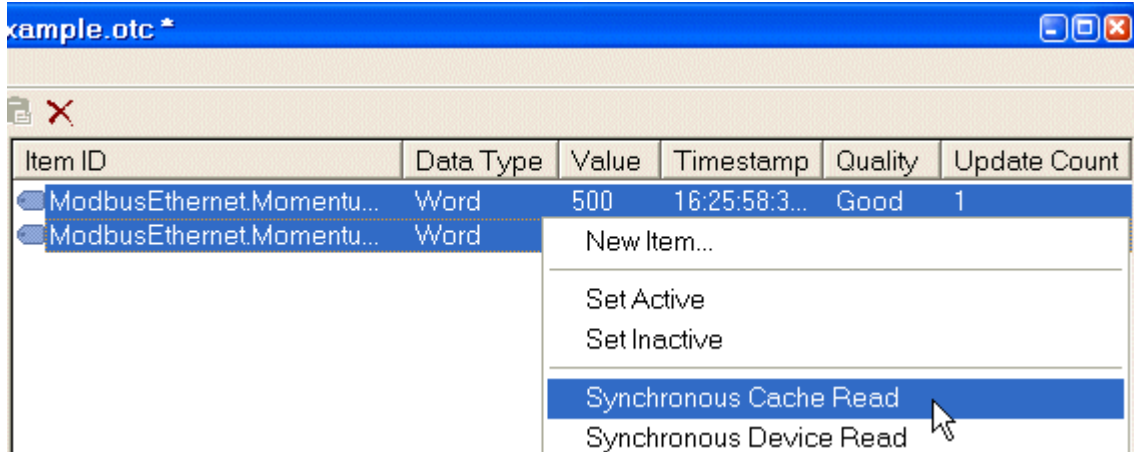 xample.otc *
Item ID Data Type Value Timestamp Quality Update Count
ModbusEthernet.Momentu... Word 500 16:25:58:3... Good 1
ModbusEthernet.Momentu... Word
New Item...
Set Active
Set Inactive
Synchronous Cache Read
Synchronous Device Read